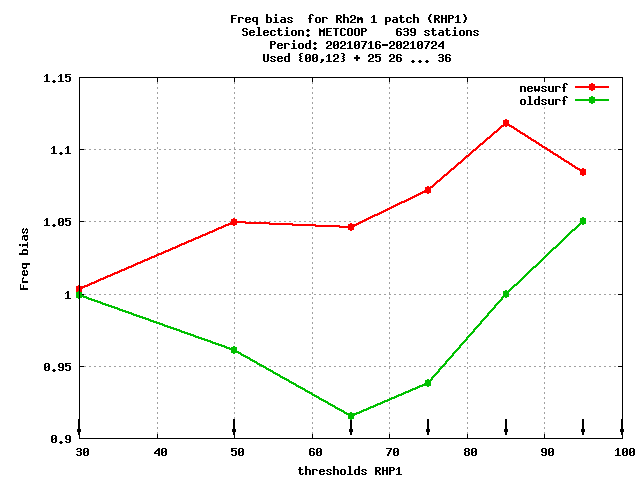 Freq bias  for Rh2m 1 patch (RHP1)
Selection: METCOOP    639 stations
Period: 20210716-20210724
Used {00,12} + 25 26 ... 36
newsurf
oldsurf
1.15
1.1
1.05
1
0.95
0.9
Freq bias
30 40 50 60 70 80 90 100
thresholds RHP1